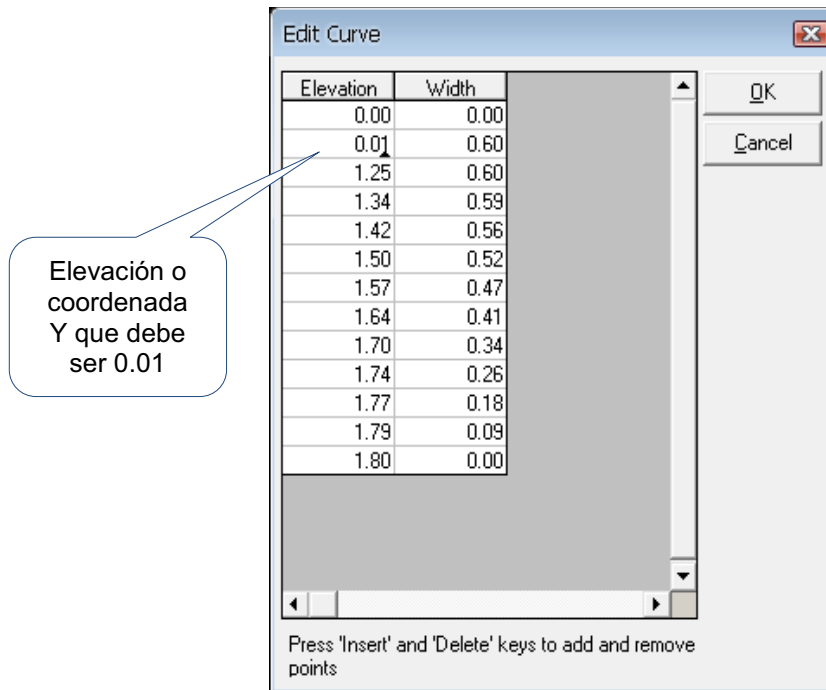 Edit Curve
Elevation Width
0.00 0.00
0.01 0.60
1.25 0.60
1.34 0.59
1.42 0.56
1.50 0.52
1.57 0.47
1.64 0.41
1.70 0.34
1.74 0.26
1.77 0.18
1.79 0.09
1.80 0.00
OK
Cancel
Press 'Insert' and 'Delete' keys to add and remove
points
Elevación o
coordenada
Y que debe
ser 0.01